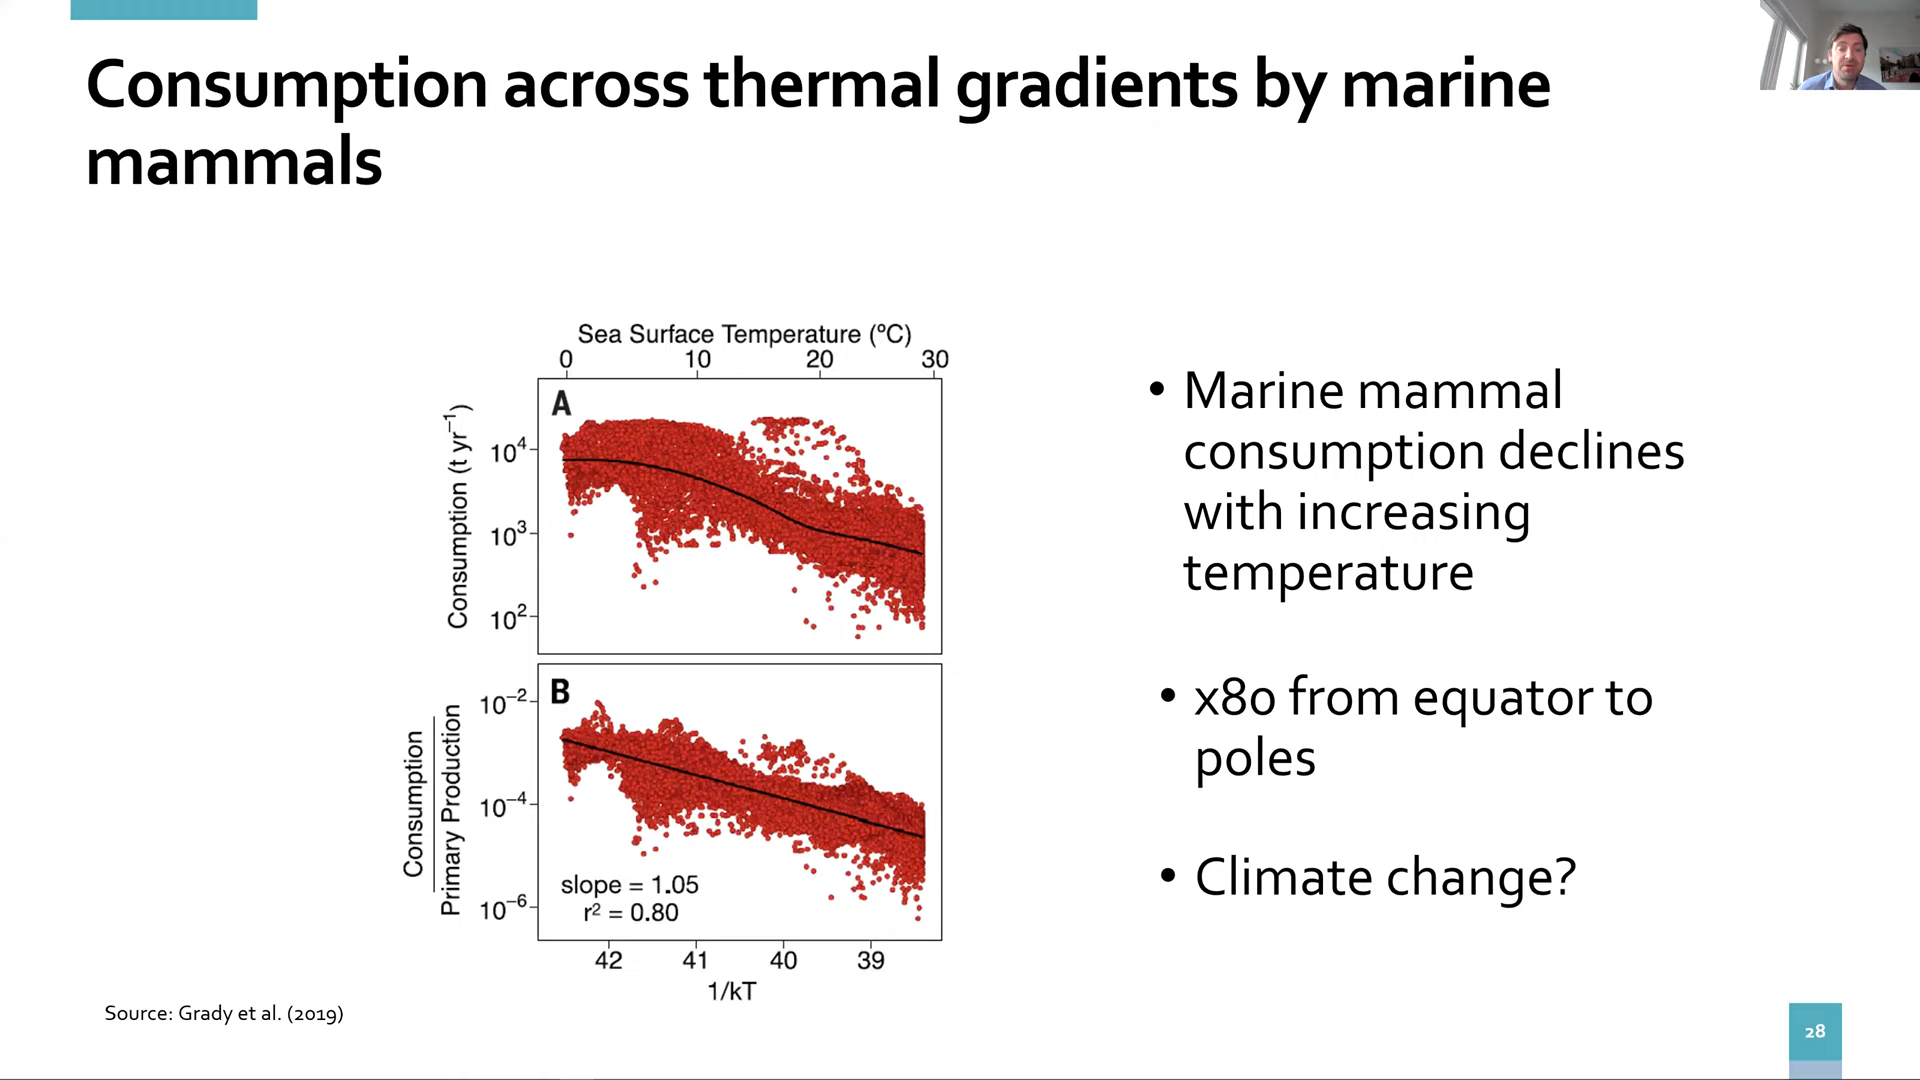 Consumption across thermal gradients by marine
mammals
Sea Surface Temperature (ºC)
0 10 20 30
A
Consumption (t yr⁻¹)
10⁴
10³
10²
B
Consumption
Primary Production
10⁻²
10⁻⁴
10⁻⁶
slope = 1.05
r² = 0.80
42 41 40 39
1/kT
• Marine mammal
consumption declines
with increasing
temperature
• x80 from equator to
poles
• Climate change?
Source: Grady et al. (2019)
28